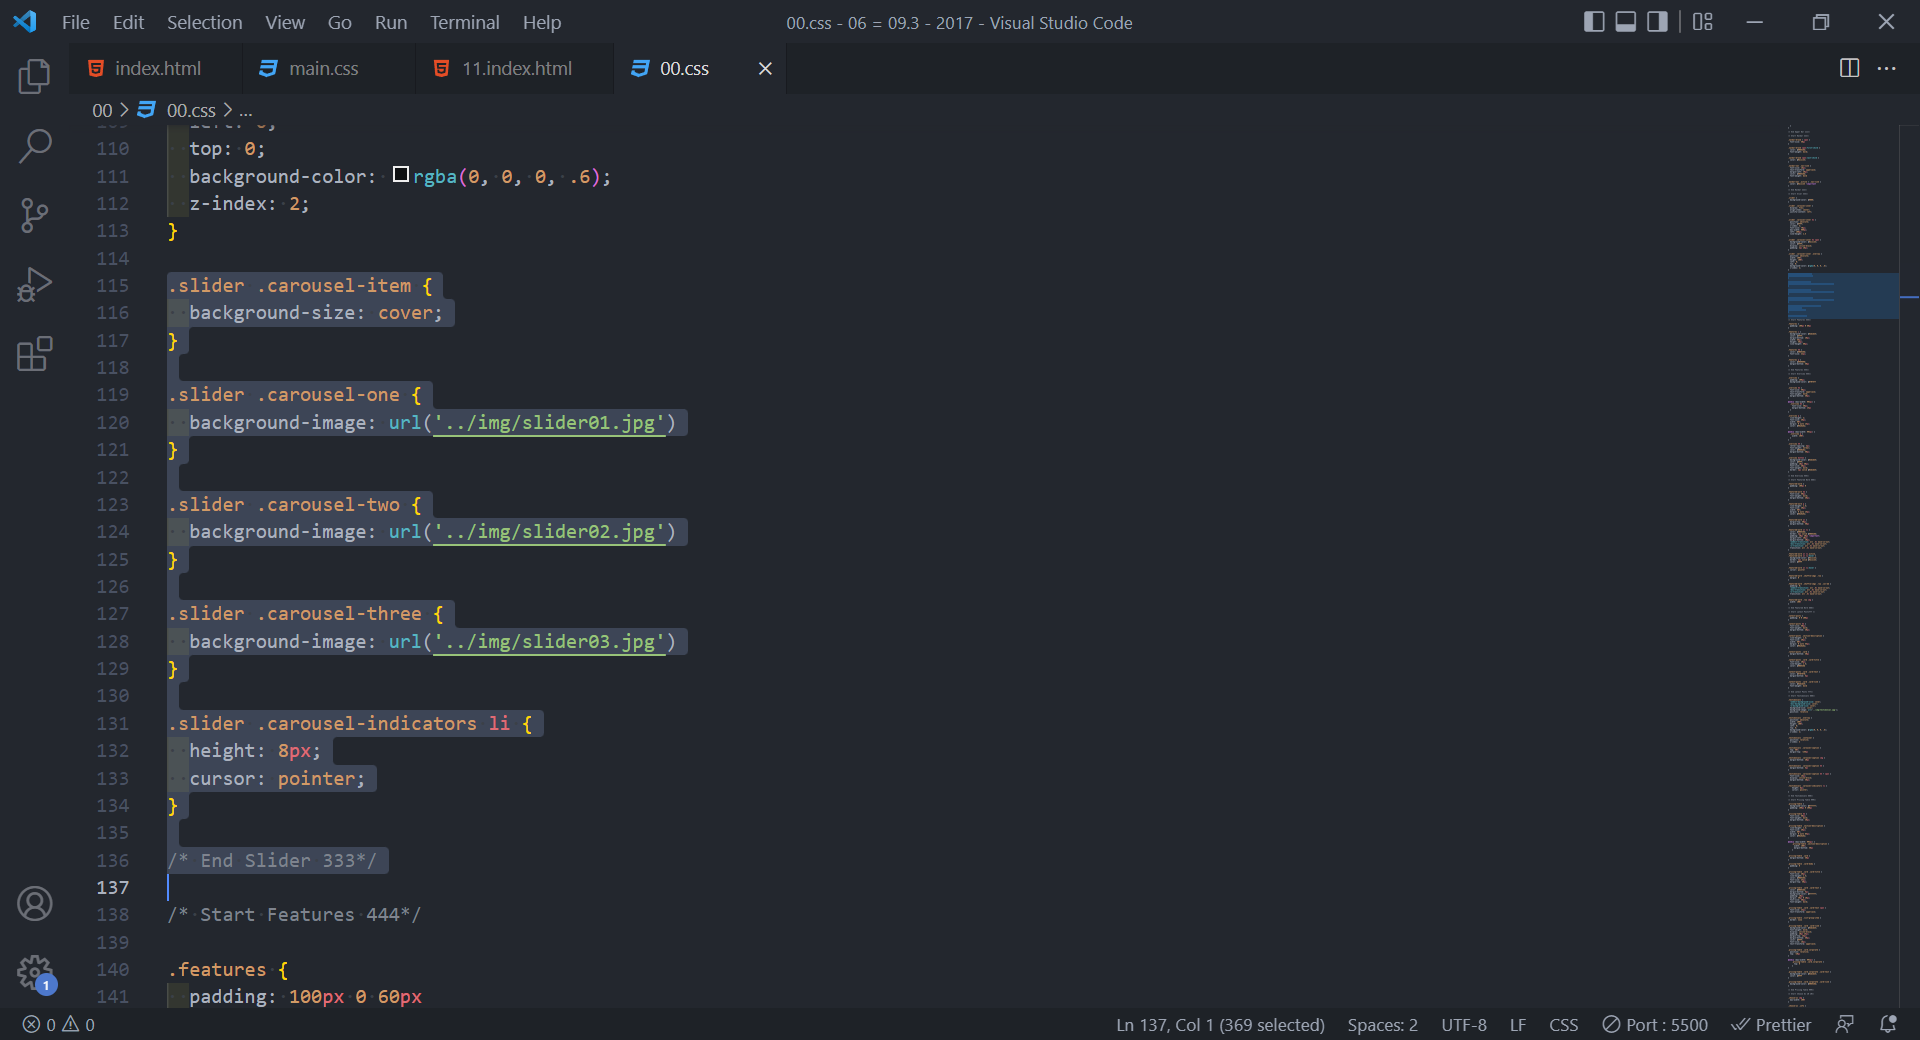 File Edit Selection View Go Run Terminal Help
00.css - 06 = 09.3 - 2017 - Visual Studio Code
index.html
main.css
11.index.html
00.css
00 > 00.css > ...
110 top: 0;
111 background-color: rgba(0, 0, 0, .6);
112 z-index: 2;
113 }
114
115 .slider .carousel-item {
116 background-size: cover;
117 }
118
119 .slider .carousel-one {
120 background-image: url('../img/slider01.jpg')
121 }
122
123 .slider .carousel-two {
124 background-image: url('../img/slider02.jpg')
125 }
126
127 .slider .carousel-three {
128 background-image: url('../img/slider03.jpg')
129 }
130
131 .slider .carousel-indicators li {
132 height: 8px;
133 cursor: pointer;
134 }
135
136 /* End Slider 333*/
137
138 /* Start Features 444*/
139
140 .features {
141 padding: 100px 0 60px
1
0 0
Ln 137, Col 1 (369 selected) Spaces: 2 UTF-8 LF CSS Port : 5500 Prettier